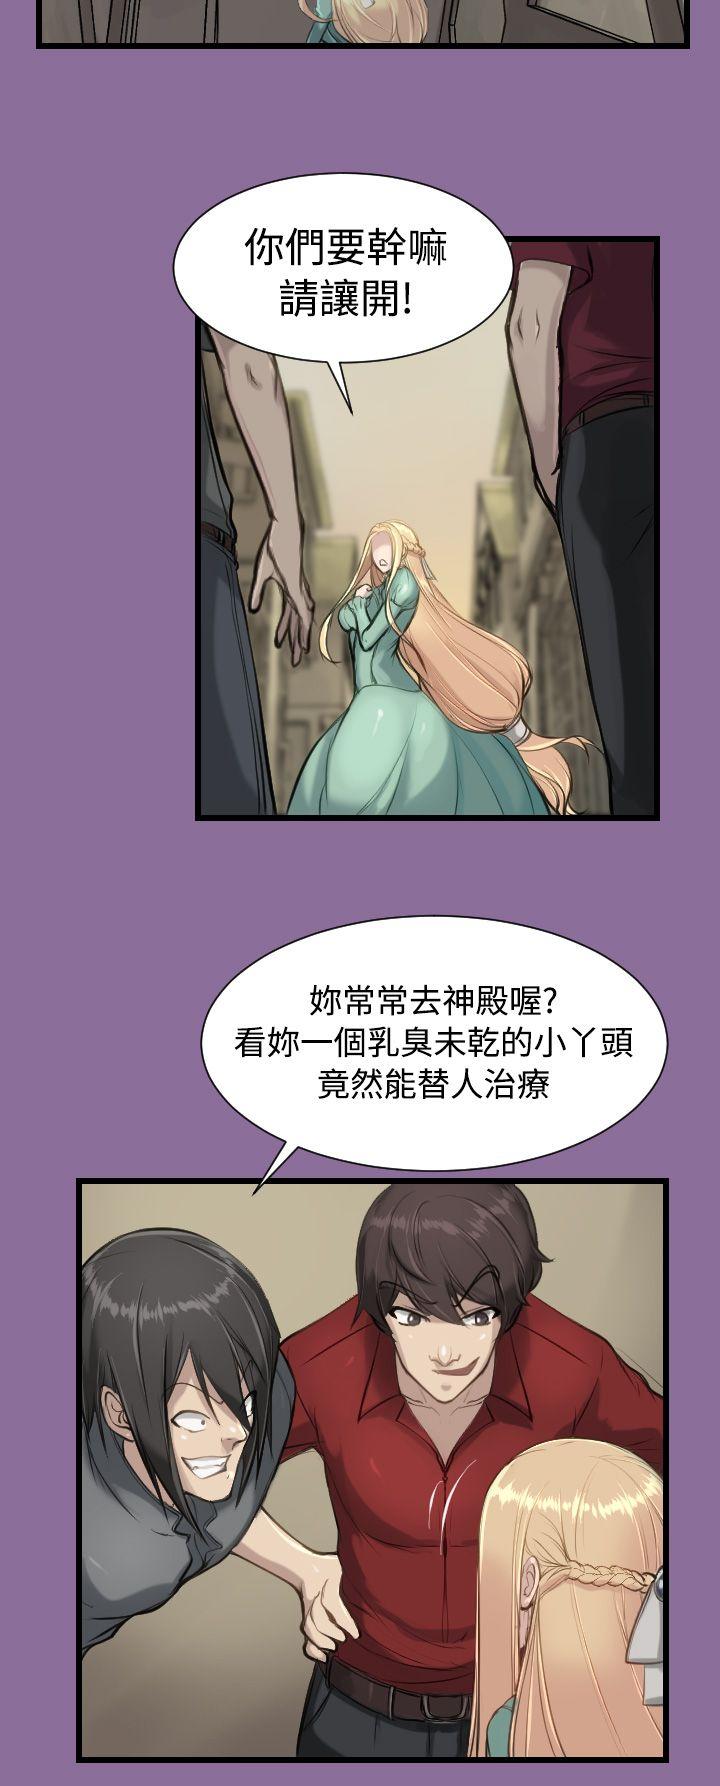 你們要幹嘛
請讓開!
妳常常去神殿喔?
看妳一個乳臭未乾的小丫頭
竟然能替人治療